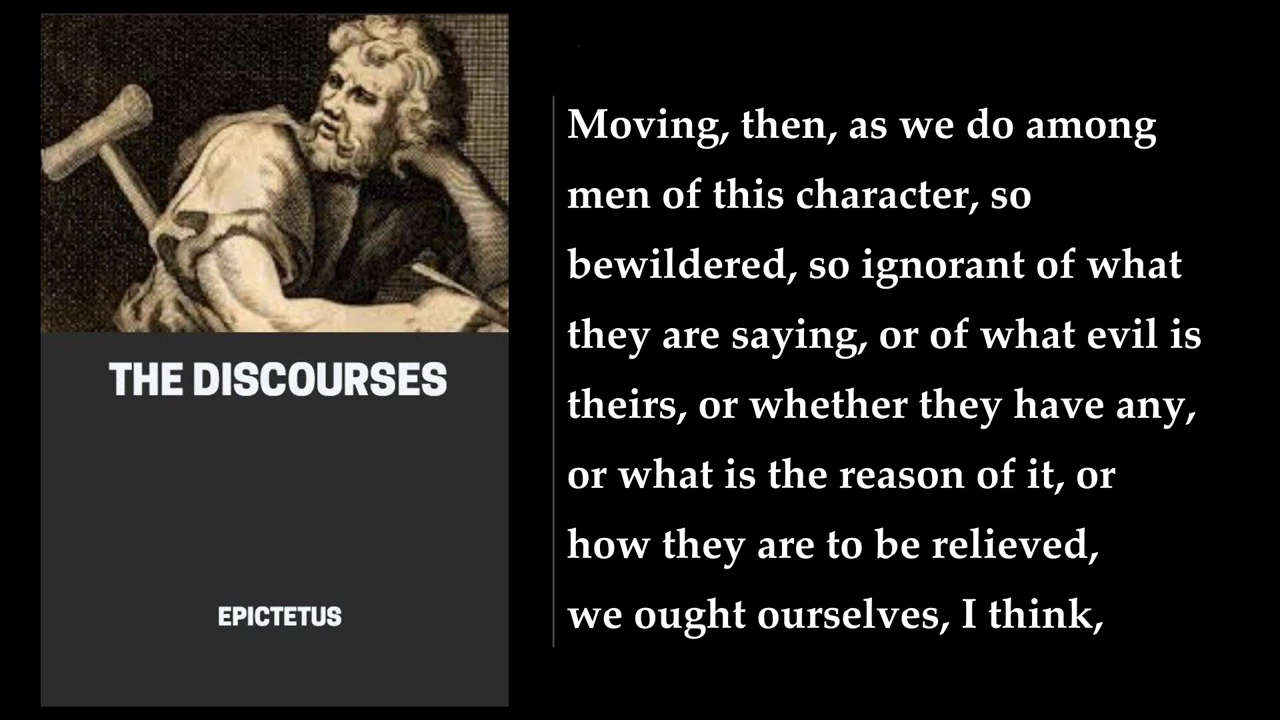 THE DISCOURSES
EPICTETUS
Moving, then, as we do among
men of this character, so
bewildered, so ignorant of what
they are saying, or of what evil is
theirs, or whether they have any,
or what is the reason of it, or
how they are to be relieved,
we ought ourselves, I think,